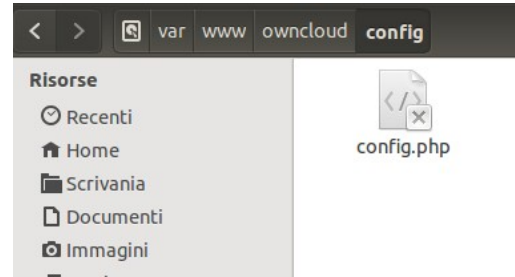 var www owncloud config
Risorse
Recenti
Home
Scrivania
Documenti
Immagini
config.php